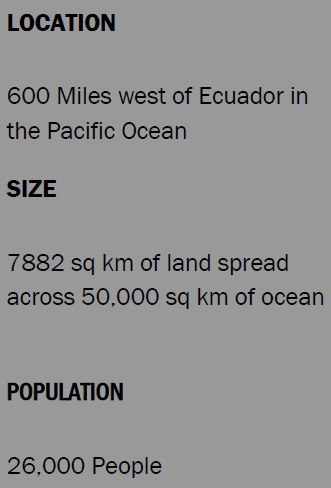 LOCATION
600 Miles west of Ecuador in
the Pacific Ocean
SIZE
7882 sq km of land spread
across 50,000 sq km of ocean
POPULATION
26,000 People